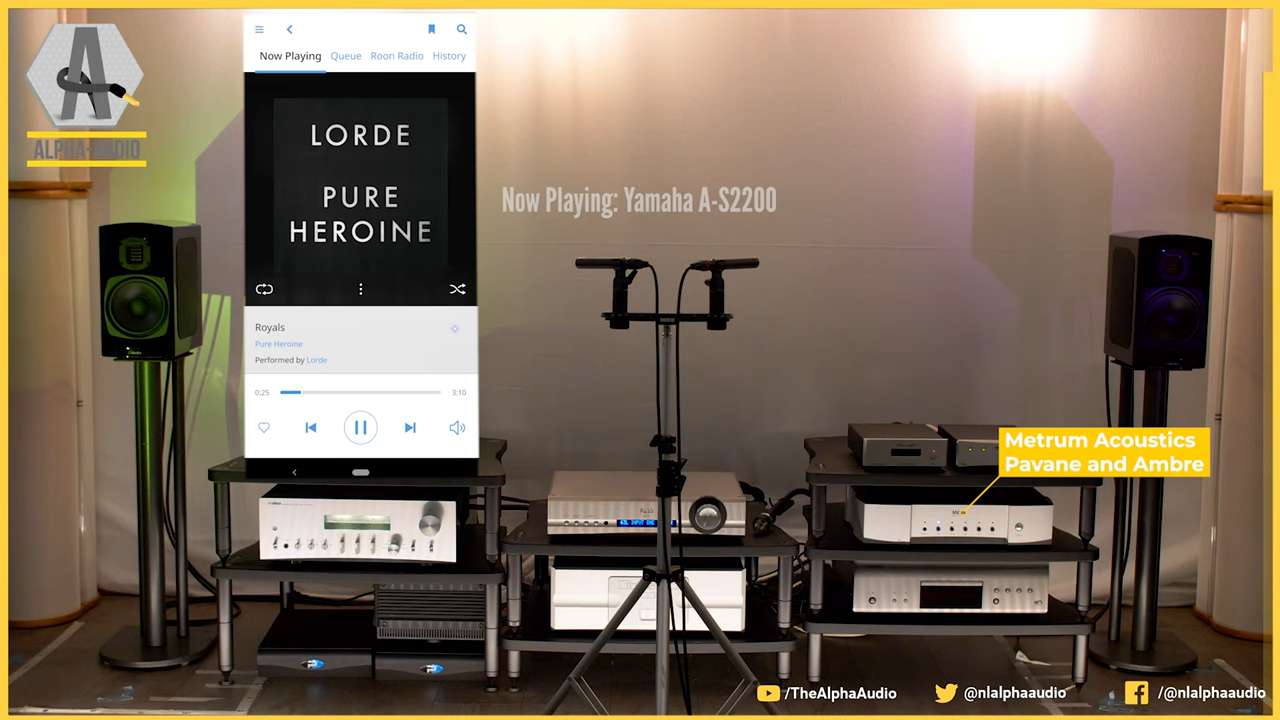 ALPHA-AUDIO
Now Playing
Queue
Roon Radio
History
LORDE
PURE
HEROINE
Royals
Pure Heroine
Performed by Lorde
0:25
3:10
Now Playing: Yamaha A-S2200
Metrum Acoustics
Pavane and Ambre
/TheAlphaAudio
@nlalphaaudio
/@nlalphaaudio